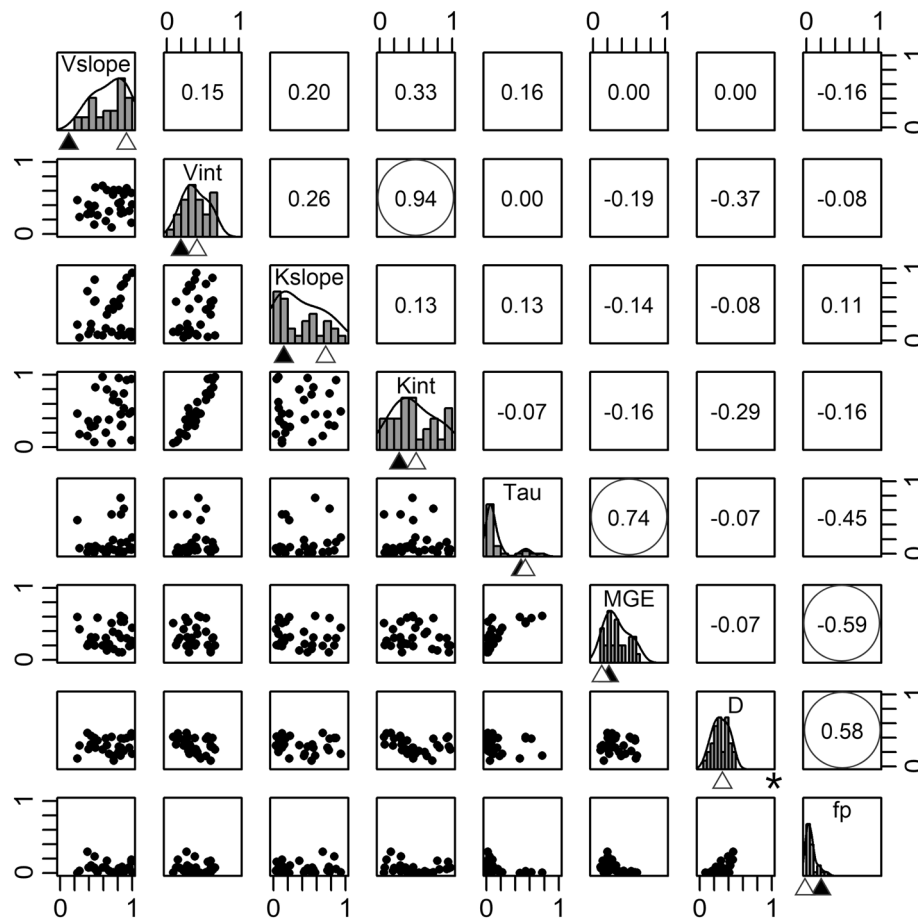 0 1 0 1 0 1 0 1
Vslope 0.15 0.20 0.33 0.16 0.00 0.00 -0.16 0 1
0 1 Vint 0.26 0.94 0.00 -0.19 -0.37 -0.08
Kslope 0.13 0.13 -0.14 -0.08 0.11 0 1
0 1 Kint -0.07 -0.16 -0.29 -0.16
Tau 0.74 -0.07 -0.45 0 1
0 1 MGE -0.07 -0.59
D 0.58 0 1
*
0 1 fp
0 1 0 1 0 1 0 1